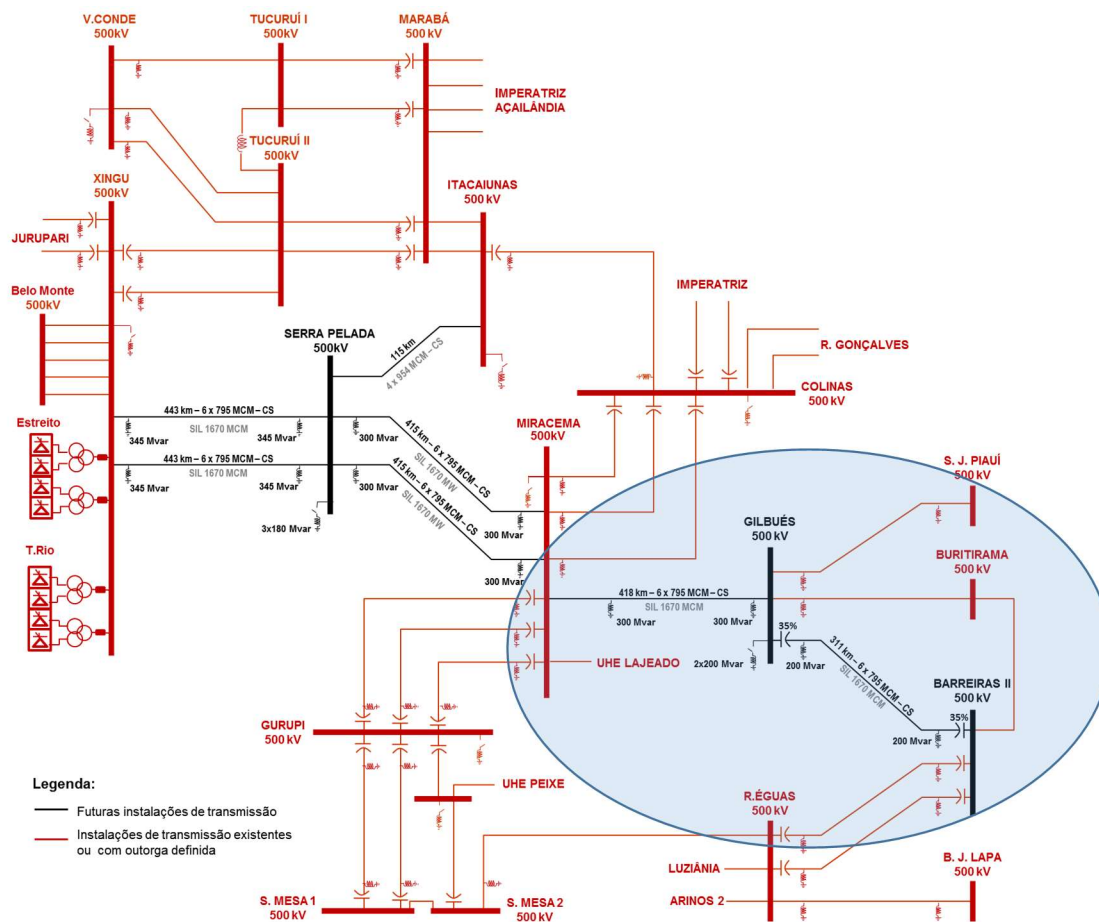 V.CONDE
500kV
TUCURUÍ I
500kV
MARABÁ
500 kV
IMPERATRIZ
AÇAILÂNDIA
TUCURUÍ II
500kV
XINGU
500kV
ITACAIUNAS
500 kV
JURUPARI
Belo Monte
500kV
IMPERATRIZ
SERRA PELADA
500kV
115 km
4 x 954 MCM – CS
R. GONÇALVES
COLINAS
500 kV
443 km – 6 x 795 MCM – CS
SIL 1670 MCM
345 Mvar
345 Mvar
Estreito
300 Mvar
415 km – 6 x 795 MCM – CS
SIL 1670 MW
MIRACEMA
500kV
443 km – 6 x 795 MCM – CS
SIL 1670 MCM
345 Mvar
345 Mvar
300 Mvar
415 km – 6 x 795 MCM – CS
SIL 1670 MW
S. J. PIAUÍ
500 kV
GILBUÉS
500 kV
3x180 Mvar
300 Mvar
T.Rio
300 Mvar
BURITIRAMA
500 kV
418 km – 6 x 795 MCM – CS
SIL 1670 MCM
300 Mvar
300 Mvar
35%
2x200 Mvar
200 Mvar
311 km – 6 x 795 MCM – CS
SIL 1670 MCM
UHE LAJEADO
BARREIRAS II
500 kV
35%
200 Mvar
GURUPI
500 kV
UHE PEIXE
Legenda:
Futuras instalações de transmissão
Instalações de transmissão existentes
ou com outorga definida
R.ÉGUAS
500 kV
LUZIÂNIA
B. J. LAPA
500 kV
ARINOS 2
S. MESA 1
500 kV
S. MESA 2
500 kV